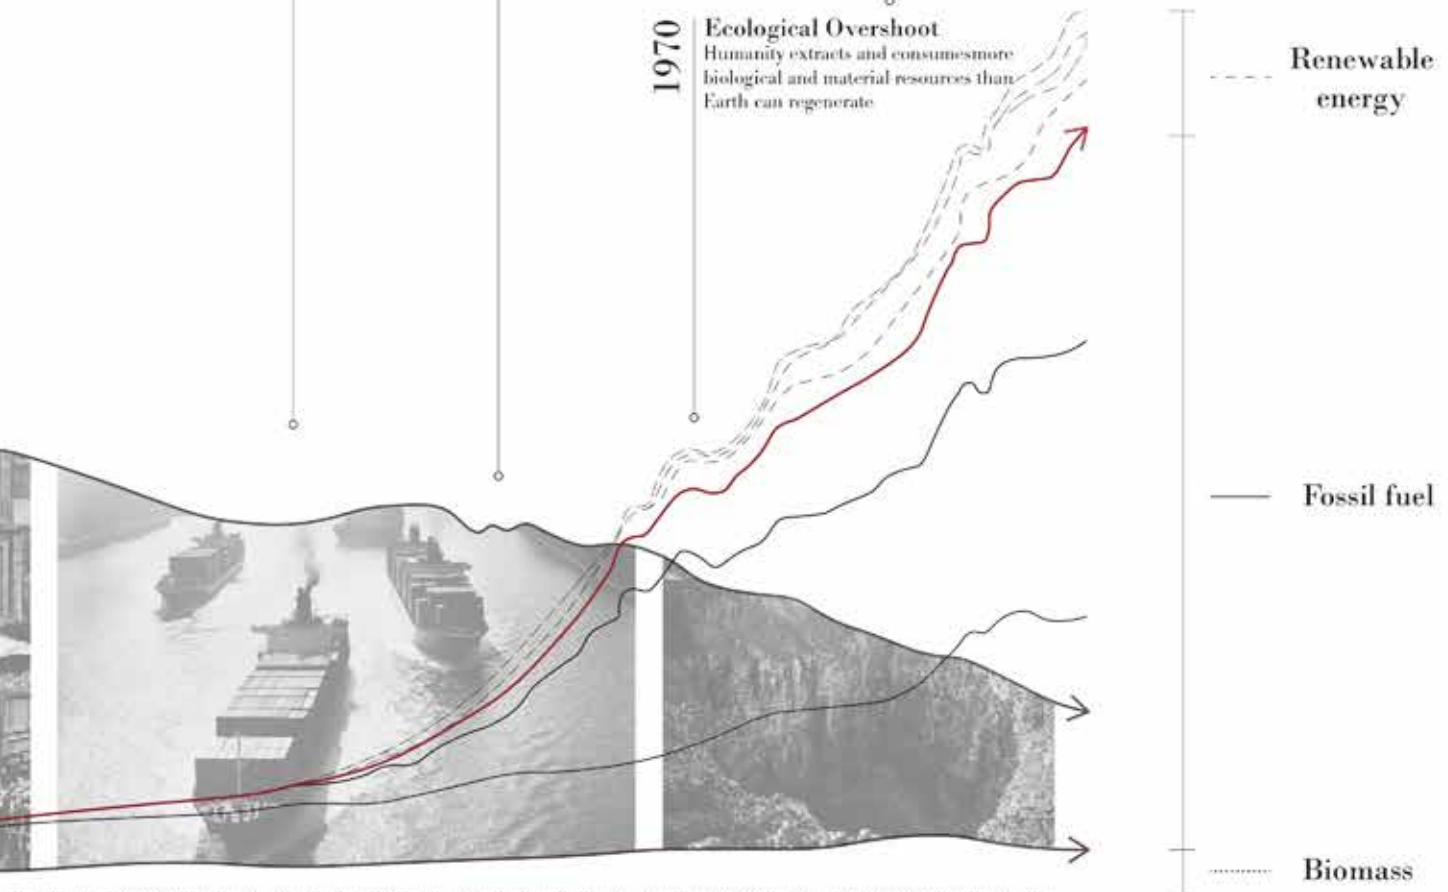 1970
Ecological Overshoot
Humanity extracts and consumesmore
biological and material resources than
Earth can regenerate
Renewable
energy
Fossil fuel
Biomass